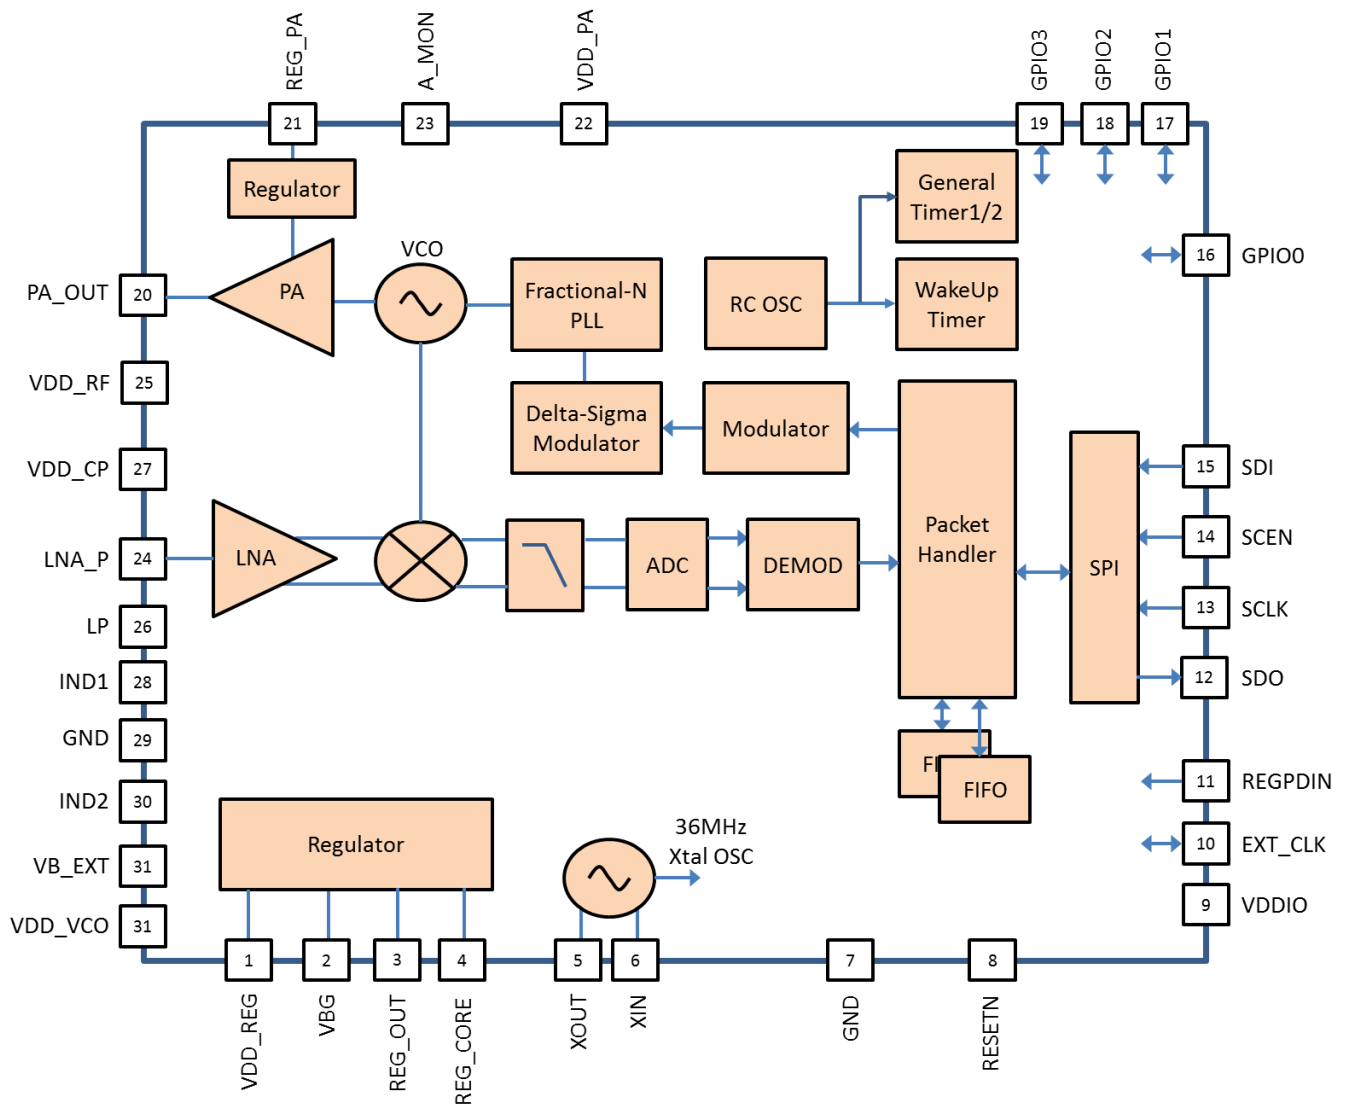 REG_PA
A_MON
VDD_PA
GPIO3
GPIO2
GPIO1
21
23
22
19
18
17
Regulator
General
Timer1/2
VCO
16
GPIO0
PA_OUT
20
PA
Fractional-N
PLL
RC OSC
WakeUp
Timer
VDD_RF
25
Delta-Sigma
Modulator
Modulator
VDD_CP
27
15
SDI
Packet
Handler
14
SCEN
LNA_P
24
LNA
ADC
DEMOD
SPI
13
SCLK
LP
26
12
SDO
IND1
28
GND
29
FI
FIFO
11
REGPDIN
IND2
30
Regulator
36MHz
Xtal OSC
10
EXT_CLK
VB_EXT
31
9
VDDIO
VDD_VCO
31
1
2
3
4
5
6
7
8
VDD_REG
VBG
REG_OUT
REG_CORE
XOUT
XIN
GND
RESETN